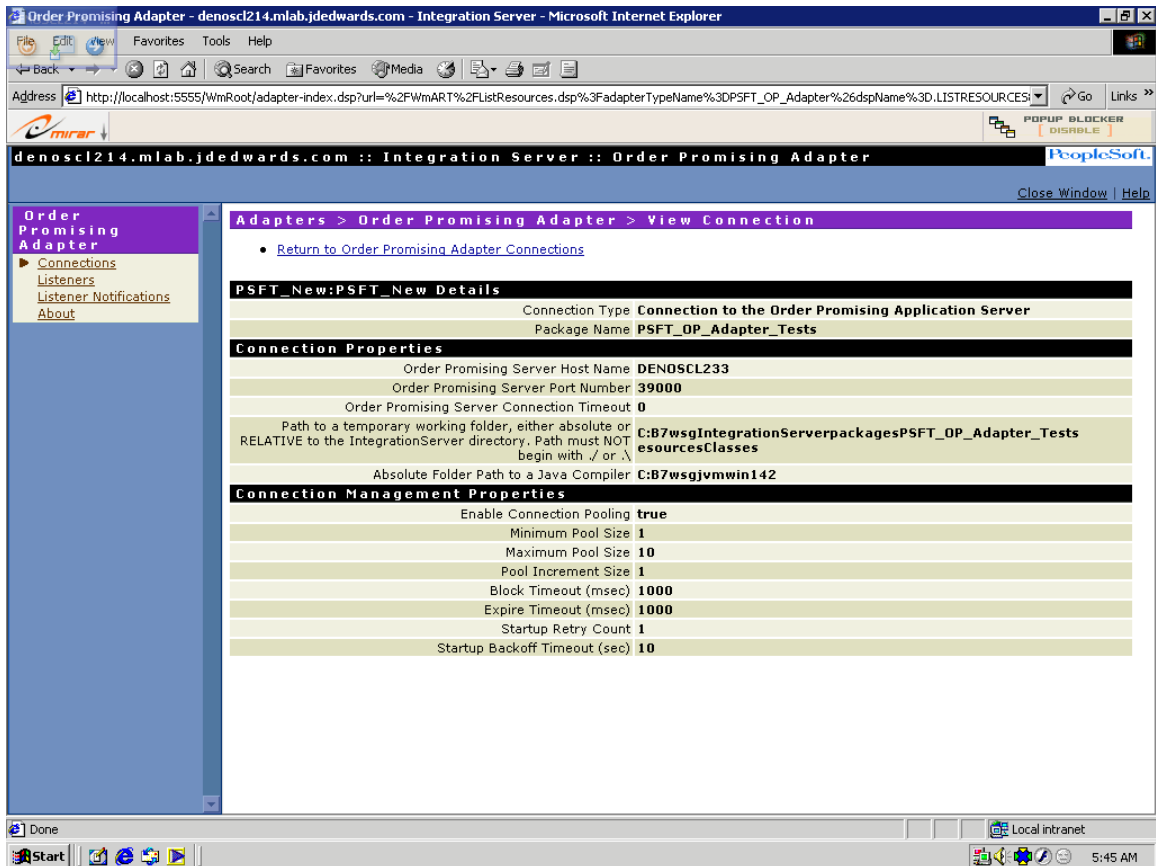 Order Promising Adapter - denoscl214.mlab.jdedwards.com - Integration Server - Microsoft Internet Explorer
File Edit View Favorites Tools Help
Back Search Favorites Media
Address http://localhost:5555/WmRoot/adapter-index.dsp?url=%2FWmART%2FListResources.dsp%3FadapterTypeName%3DPSFT_OP_Adapter%26dspName%3D.LISTRESOURCES Go Links »
mirar POPUP BLOCKER
[ DISABLE ]
denoscl214.mlab.jdedwards.com :: Integration Server :: Order Promising Adapter PeopleSoft.
Close Window | Help
Order
Promising
Adapter
Connections
Listeners
Listener Notifications
About
Adapters > Order Promising Adapter > View Connection
Return to Order Promising Adapter Connections
PSFT_New:PSFT_New Details
Connection Type Connection to the Order Promising Application Server
Package Name PSFT_OP_Adapter_Tests
Connection Properties
Order Promising Server Host Name DENOSCL233
Order Promising Server Port Number 39000
Order Promising Server Connection Timeout 0
Path to a temporary working folder, either absolute or
RELATIVE to the IntegrationServer directory. Path must NOT
begin with ./ or .\
C:B7wsgIntegrationServerpackagesPSFT_OP_Adapter_Tests
esourcesClasses
Absolute Folder Path to a Java Compiler C:B7wsgjvmwin142
Connection Management Properties
Enable Connection Pooling true
Minimum Pool Size 1
Maximum Pool Size 10
Pool Increment Size 1
Block Timeout (msec) 1000
Expire Timeout (msec) 1000
Startup Retry Count 1
Startup Backoff Timeout (sec) 10
Done Local intranet
Start 5:45 AM